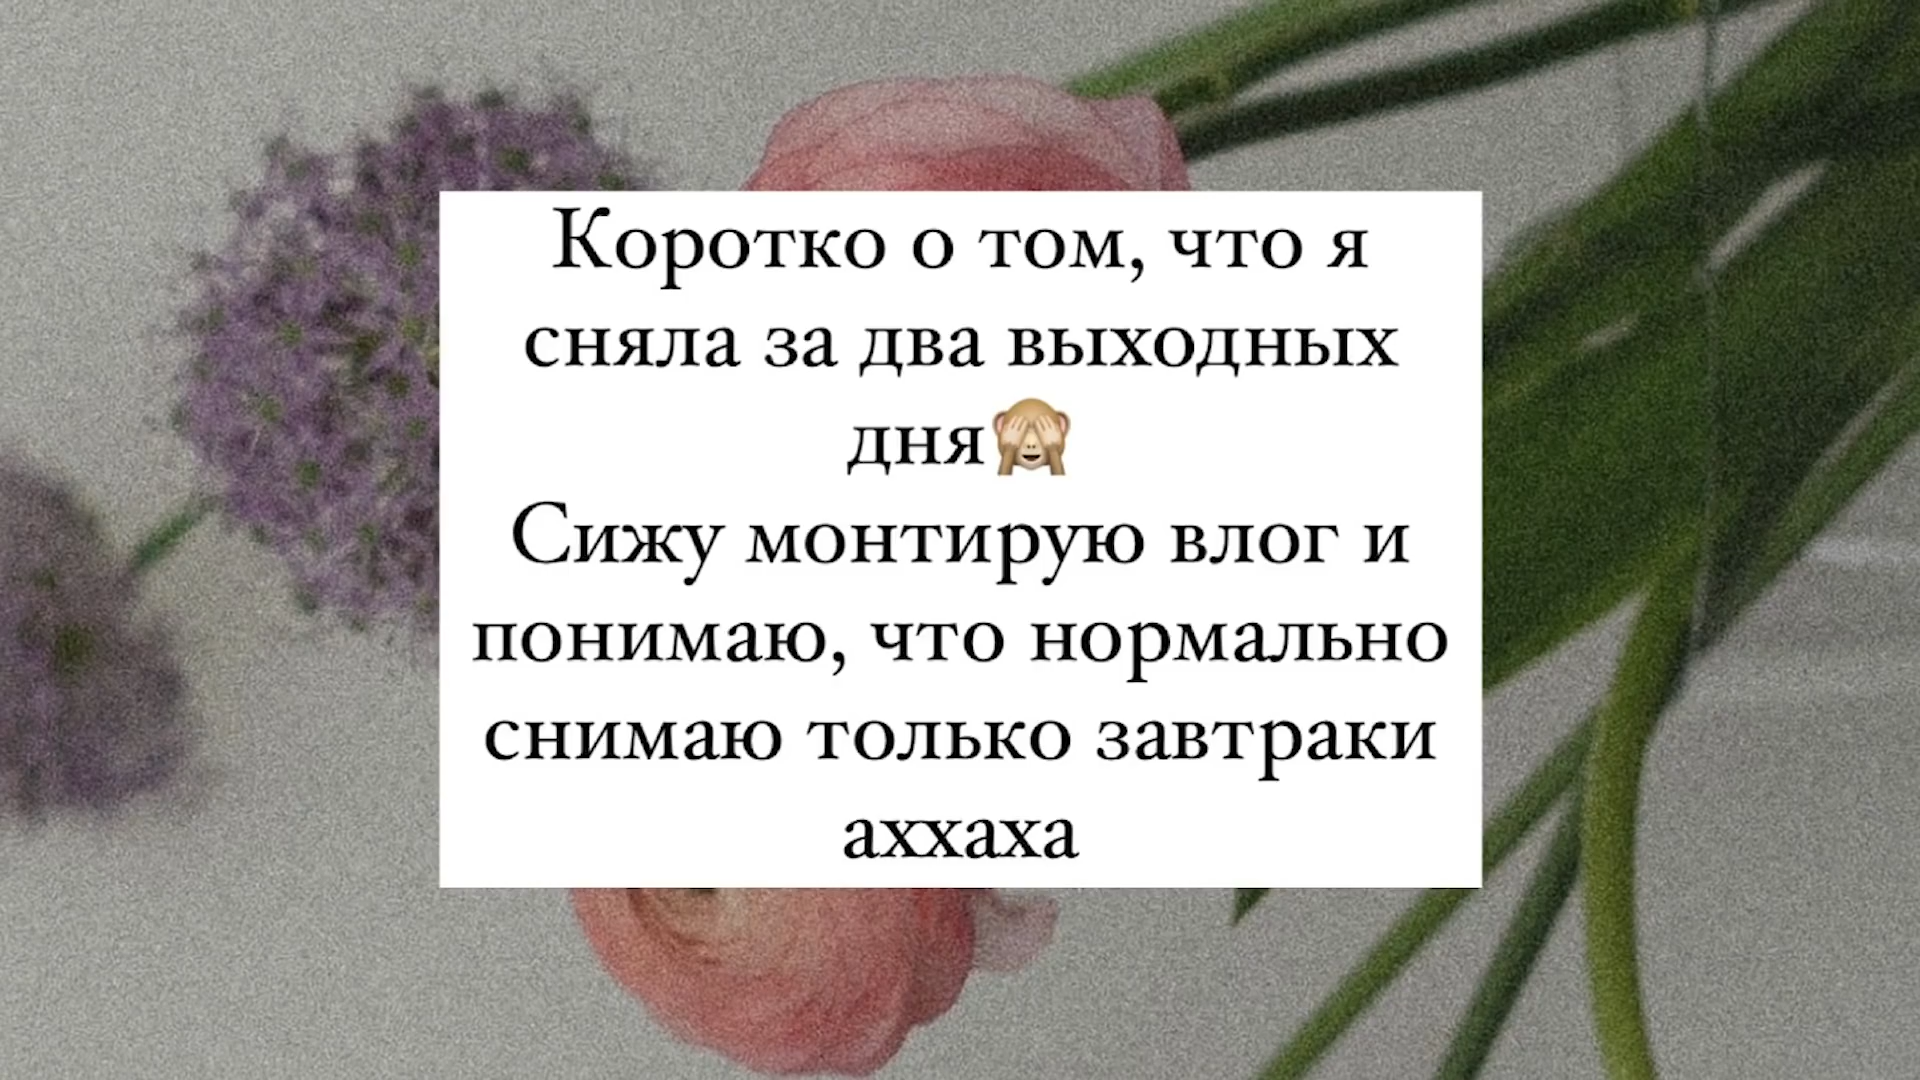 Коротко о том, что я
сняла за два выходных
дня🙈
Сижу монтирую влог и
понимаю, что нормально
снимаю только завтраки
аххаха